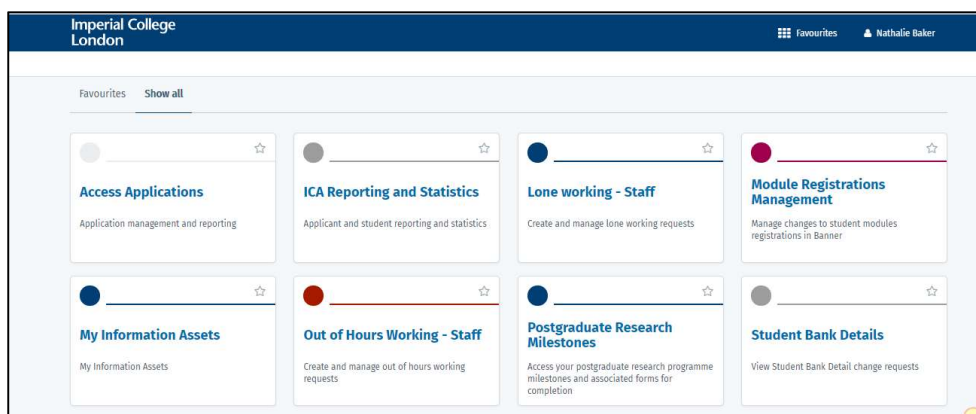 Imperial College
London
Favourites
Nathalie Baker
Favourites
Show all
Access Applications
Application management and reporting
ICA Reporting and Statistics
Applicant and student reporting and statistics
Lone working - Staff
Create and manage lone working requests
Module Registrations
Management
Manage changes to student modules
registrations in Banner
My Information Assets
My Information Assets
Out of Hours Working - Staff
Create and manage out of hours working
requests
Postgraduate Research
Milestones
Access your postgraduate research programme
milestones and associated forms for
completion
Student Bank Details
View Student Bank Detail change requests